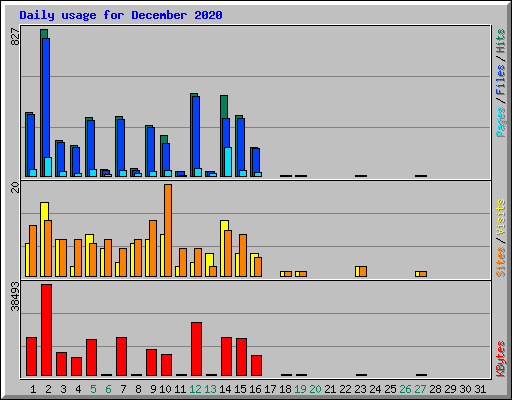 Daily usage for December 2020
827
Pages/Files/Hits
20
Sites/Visits
38493
KBytes
1 2 3 4 5 6 7 8 9 10 11 12 13 14 15 16 17 18 19 20 21 22 23 24 25 26 27 28 29 30 31